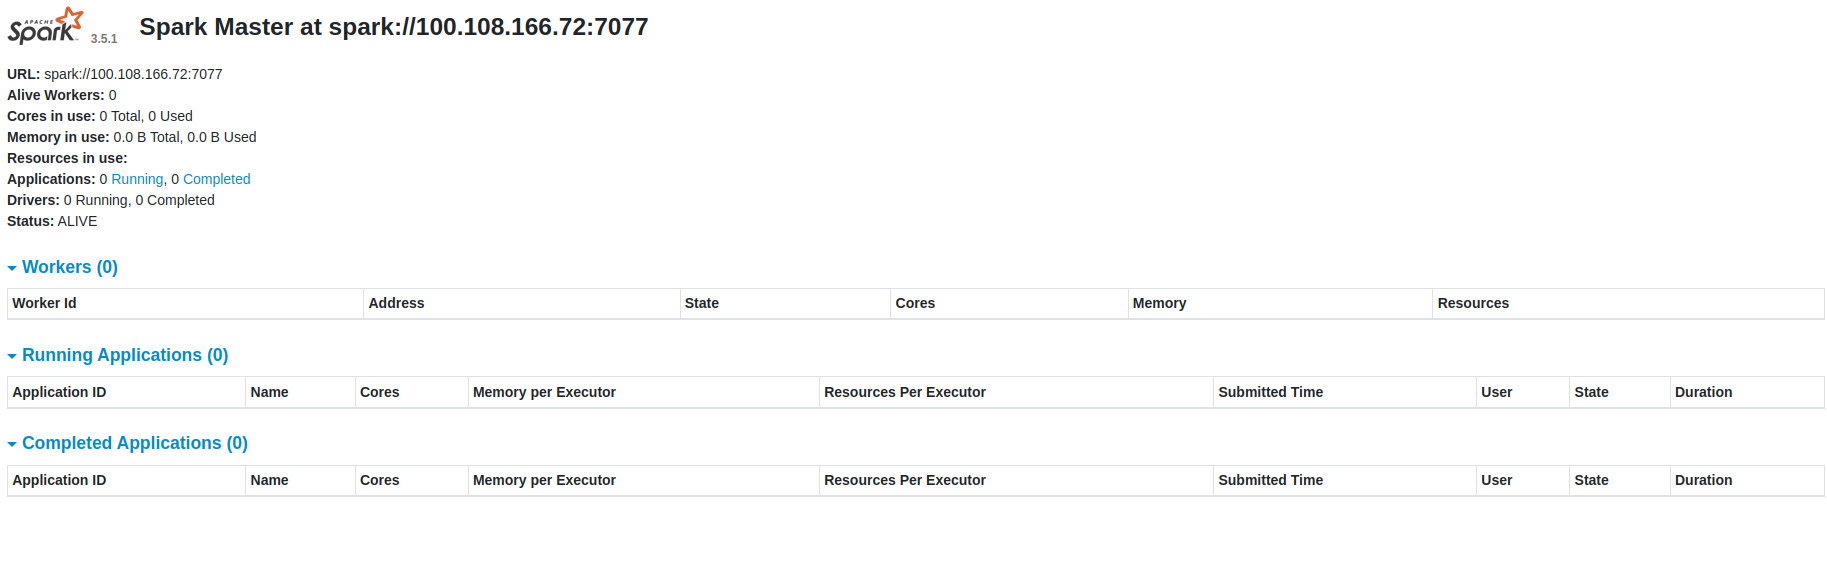 APACHE
Spark 3.5.1 Spark Master at spark://100.108.166.72:7077
URL: spark://100.108.166.72:7077
Alive Workers: 0
Cores in use: 0 Total, 0 Used
Memory in use: 0.0 B Total, 0.0 B Used
Resources in use:
Applications: 0 Running, 0 Completed
Drivers: 0 Running, 0 Completed
Status: ALIVE
Workers (0)
Worker Id Address State Cores Memory Resources
Running Applications (0)
Application ID Name Cores Memory per Executor Resources Per Executor Submitted Time User State Duration
Completed Applications (0)
Application ID Name Cores Memory per Executor Resources Per Executor Submitted Time User State Duration